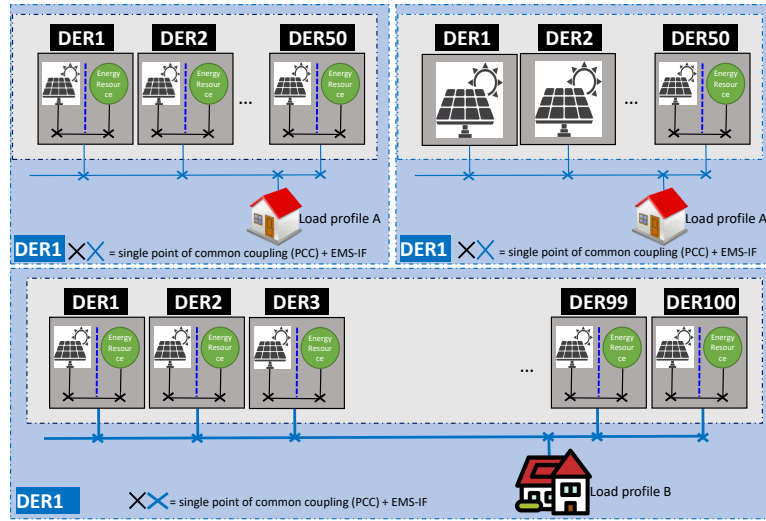 DER1 DER2 DER50
Energy
Resour
ce
Energy
Resour
ce
...
Energy
Resour
ce
Load profile A
DER1 = single point of common coupling (PCC) + EMS-IF
DER1 DER2 DER50
...
Energy
Resour
ce
Load profile A
DER1 = single point of common coupling (PCC) + EMS-IF
DER1 DER2 DER3 DER99 DER100
Energy
Resour
ce
Energy
Resour
ce
Energy
Resour
ce
...
Energy
Resour
ce
Energy
Resour
ce
Load profile B
DER1 = single point of common coupling (PCC) + EMS-IF